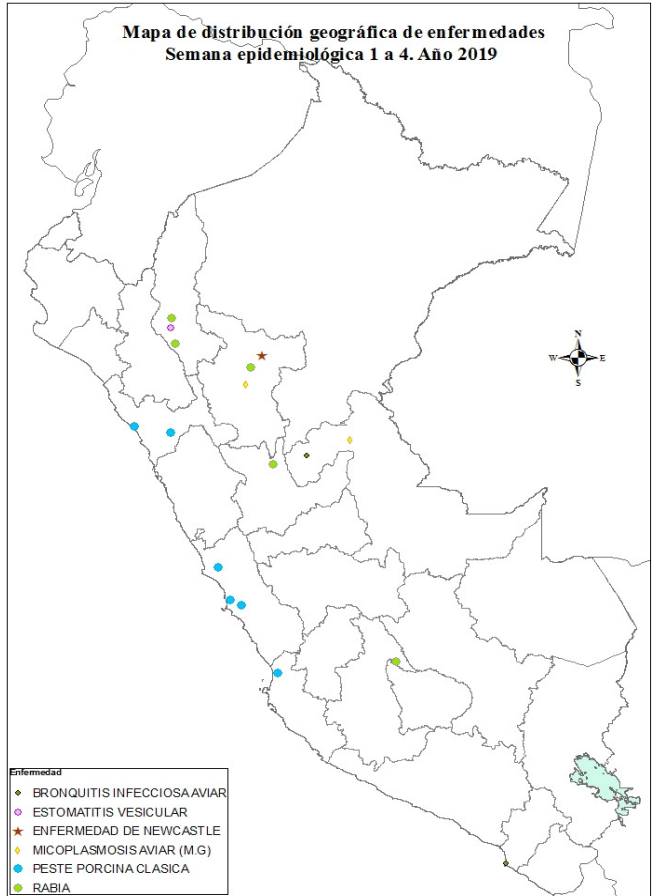 Mapa de distribución geográfica de enfermedades
Semana epidemiológica 1 a 4. Año 2019
N
W E
S
Enfermedad
BRONQUITIS INFECCIOSA AVIAR
ESTOMATITIS VESICULAR
ENFERMEDAD DE NEWCASTLE
MICOPLASMOSIS AVIAR (M.G)
PESTE PORCINA CLASICA
RABIA